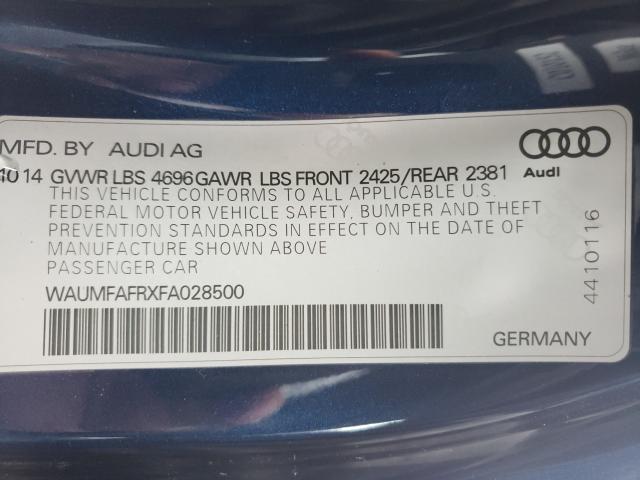 MFD. BY AUDI AG
Audi
1014 GVWR LBS 4696 GAWR LBS FRONT 2425/REAR 2381
THIS VEHICLE CONFORMS TO ALL APPLICABLE U.S.
FEDERAL MOTOR VEHICLE SAFETY, BUMPER AND THEFT
PREVENTION STANDARDS IN EFFECT ON THE DATE OF
MANUFACTURE SHOWN ABOVE
PASSENGER CAR
WAUMFAFRXFA028500
4410116
GERMANY